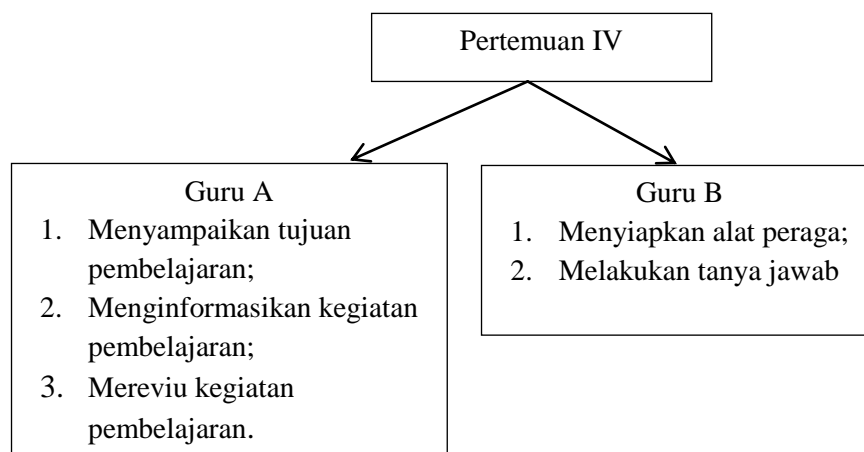 Pertemuan IV
Guru A
1. Menyampaikan tujuan
pembelajaran;
2. Menginformasikan kegiatan
pembelajaran;
3. Mereviu kegiatan
pembelajaran.
Guru B
1. Menyiapkan alat peraga;
2. Melakukan tanya jawab